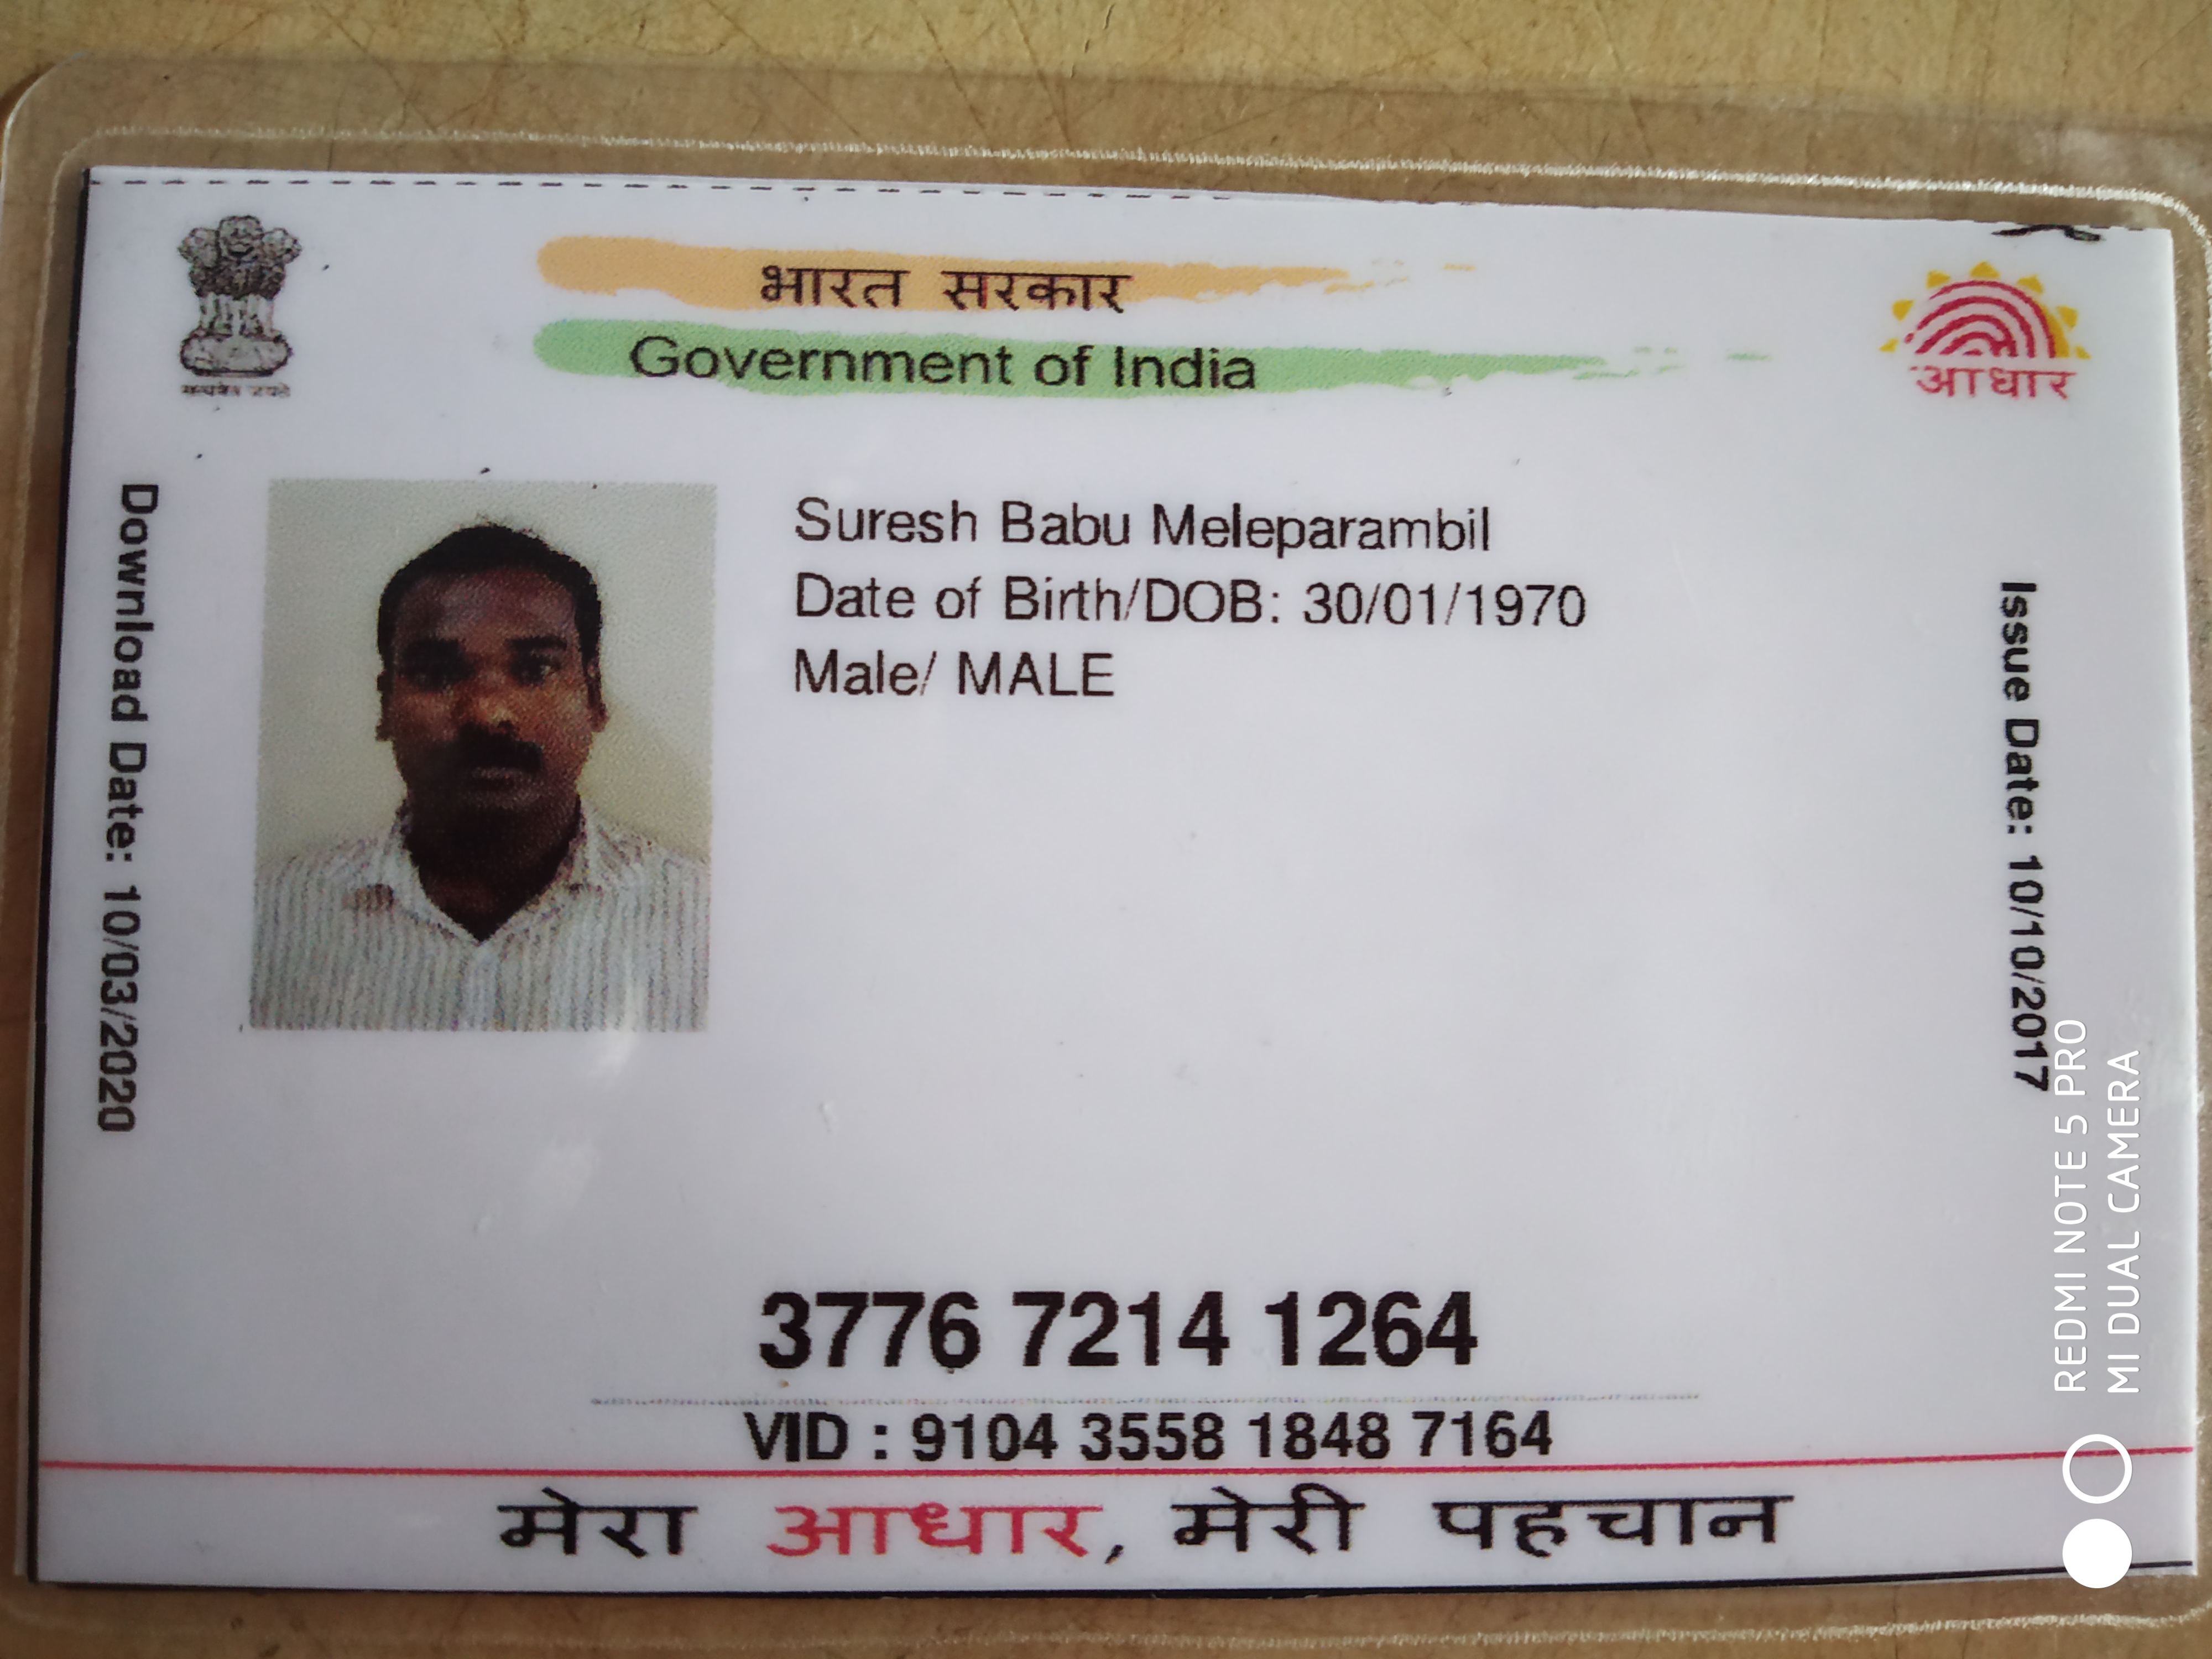 भारत सरकार
Government of India
Download Date: 10/03/2020
Suresh Babu Meleparambil
Date of Birth/DOB: 30/01/1970
Male/ MALE
Issue Date: 10/10/2017
आधार
3776 7214 1264
VID : 9104 3558 1848 7164
मेरा आधार, मेरी पहचान
REDMI NOTE 5 PRO
MI DUAL CAMERA